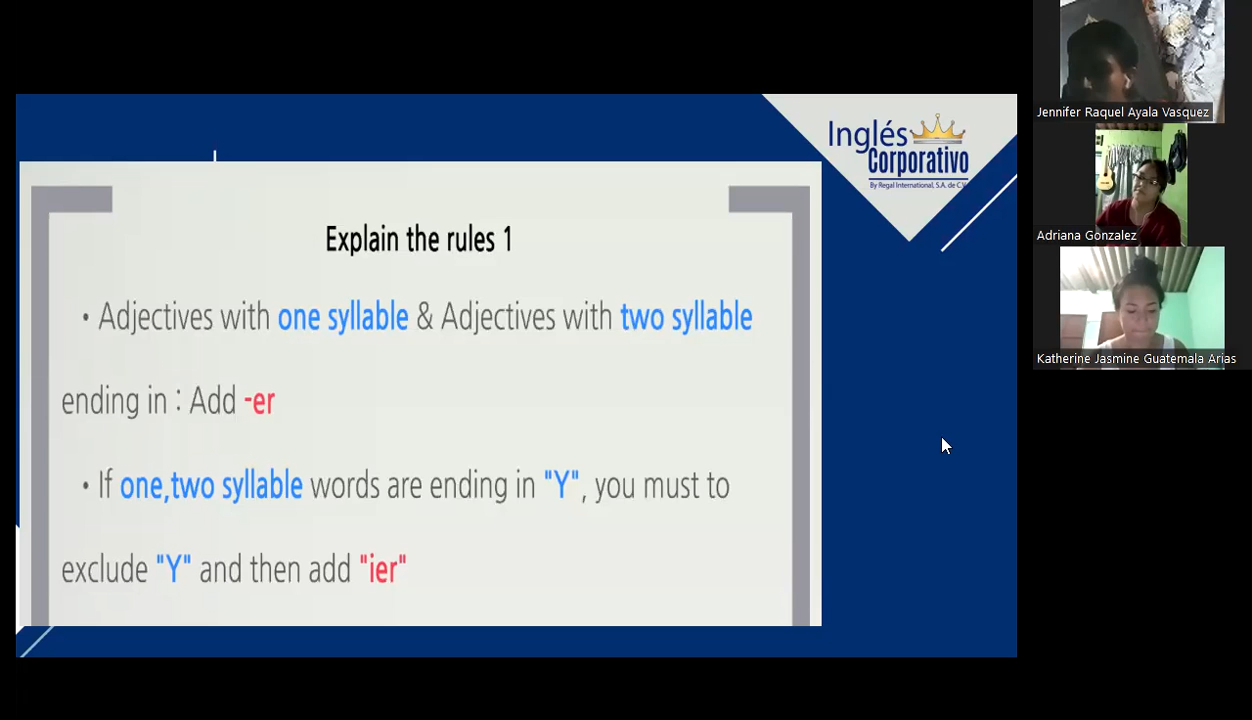 Inglés
Corporativo
By Regal International, S.A. de C.V.
Explain the rules 1
• Adjectives with one syllable & Adjectives with two syllable
ending in : Add -er
• If one,two syllable words are ending in "Y", you must to
exclude "Y" and then add "ier"
Jennifer Raquel Ayala Vasquez
Adriana Gonzalez
Katherine Jasmine Guatemala Arias